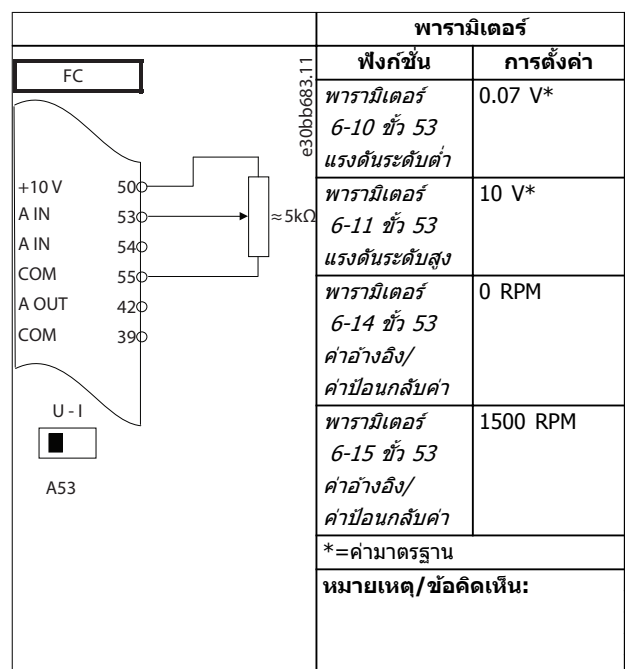 พารามิเตอร์
ฟังก์ชั่น
การตั้งค่า
FC
e30bb683.11
+10 V
50
A IN
53
≈5kΩ
A IN
54
COM
55
A OUT
42
COM
39
U - I
A53
พารามิเตอร์
6-10 ขั้ว 53
แรงดันระดับต่ำ
0.07 V*
พารามิเตอร์
6-11 ขั้ว 53
แรงดันระดับสูง
10 V*
พารามิเตอร์
6-14 ขั้ว 53
ค่าอ้างอิง/
ค่าป้อนกลับค่า
0 RPM
พารามิเตอร์
6-15 ขั้ว 53
ค่าอ้างอิง/
ค่าป้อนกลับค่า
1500 RPM
*=ค่ามาตรฐาน
หมายเหตุ/ข้อคิดเห็น: